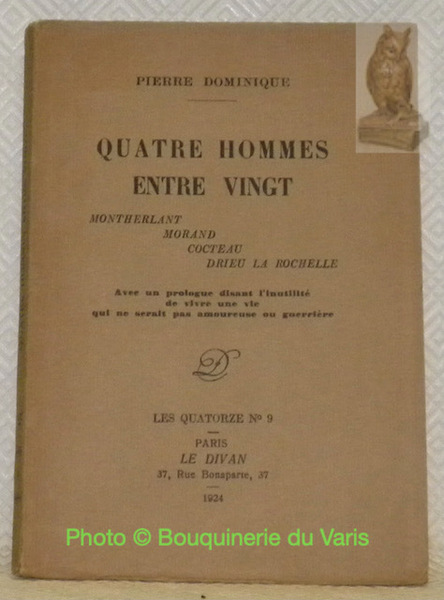 PIERRE DOMINIQUE
QUATRE HOMMES
ENTRE VINGT
MONTHERLANT
MORAND
COCTEAU
DRIEU LA ROCHELLE
Avec un prologue disant l'inutilité
de vivre une vie
qui ne serait pas amoureuse ou guerrière
D
LES QUATORZE Nº 9
PARIS
LE DIVAN
37, Rue Bonaparte, 37
1924
Photo © Bouquinerie du Varis